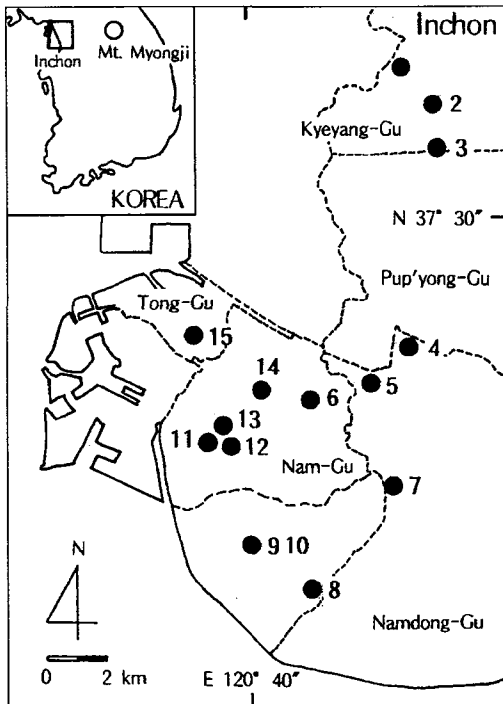 Inchon
Inchon
Mt. Myongji
KOREA
2
Kyeyang-Gu
3
N 37° 30″
Pup'yong-Gu
Tong-Gu
15
4
14
5
6
13
11
12
Nam-Gu
7
9 10
8
N
Namdong-Gu
0 2 km
E 120° 40″